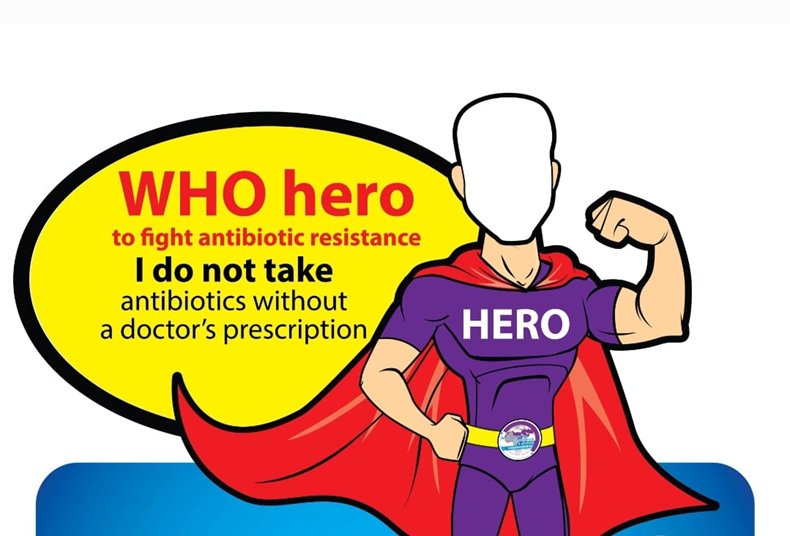 WHO hero
to fight antibiotic resistance
I do not take
antibiotics without
a doctor's prescription
HERO